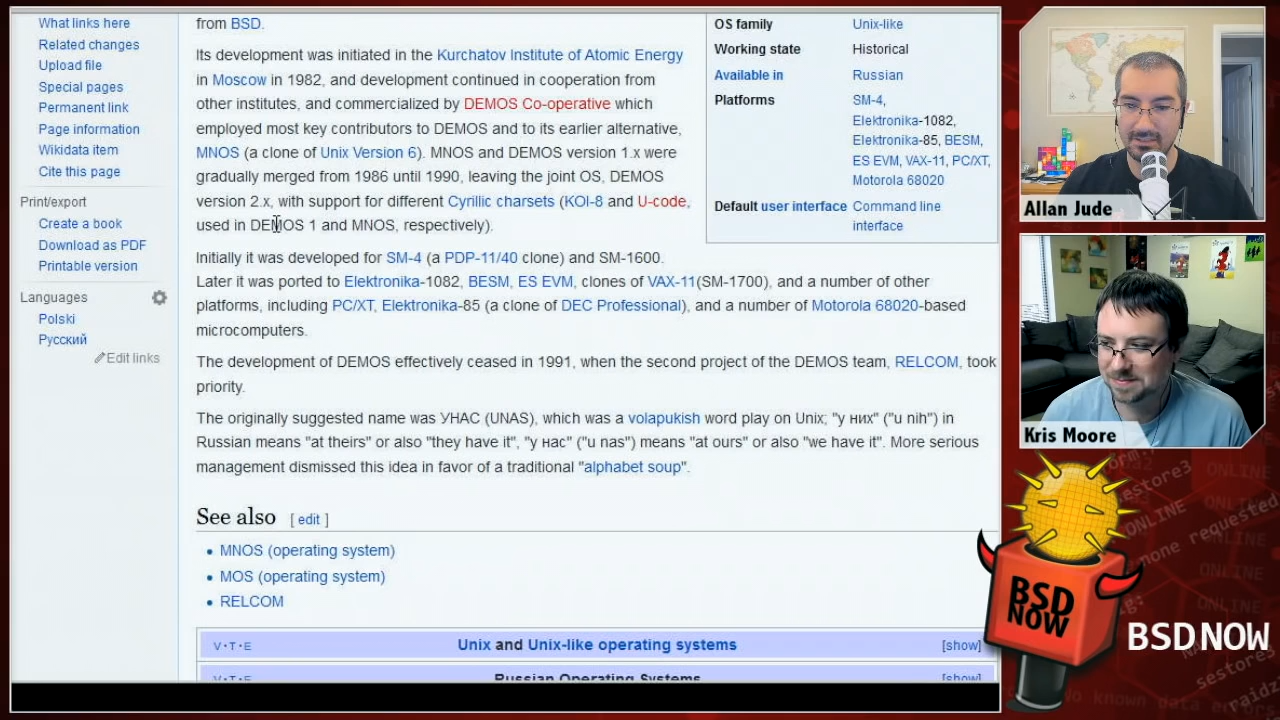 What links here
Related changes
Upload file
Special pages
Permanent link
Page information
Wikidata item
Cite this page
Print/export
Create a book
Download as PDF
Printable version
Languages
Polski
Русский
Edit links
from BSD.
Its development was initiated in the Kurchatov Institute of Atomic Energy
in Moscow in 1982, and development continued in cooperation from
other institutes, and commercialized by DEMOS Co-operative which
employed most key contributors to DEMOS and to its earlier alternative,
MNOS (a clone of Unix Version 6). MNOS and DEMOS version 1.x were
gradually merged from 1986 until 1990, leaving the joint OS, DEMOS
version 2.x, with support for different Cyrillic charsets (KOI-8 and U-code,
used in DEMOS 1 and MNOS, respectively).
Initially it was developed for SM-4 (a PDP-11/40 clone) and SM-1600.
Later it was ported to Elektronika-1082, BESM, ES EVM, clones of VAX-11(SM-1700), and a number of other
platforms, including PC/XT, Elektronika-85 (a clone of DEC Professional), and a number of Motorola 68020-based
microcomputers.
The development of DEMOS effectively ceased in 1991, when the second project of the DEMOS team, RELCOM, took
priority.
The originally suggested name was УНАС (UNAS), which was a volapukish word play on Unix; "у них" ("u nih") in
Russian means "at theirs" or also "they have it", "у нас" ("u nas") means "at ours" or also "we have it". More serious
management dismissed this idea in favor of a traditional "alphabet soup".
See also [ edit ]
• MNOS (operating system)
• MOS (operating system)
• RELCOM
V·T·E Unix and Unix-like operating systems [show]
V·T·E Russian Operating Systems [show]
OS family Unix-like
Working state Historical
Available in Russian
Platforms SM-4,
Elektronika-1082,
Elektronika-85, BESM,
ES EVM, VAX-11, PC/XT,
Motorola 68020
Default user interface Command line
interface
Allan Jude
Kris Moore
BSD
NOW
BSD NOW